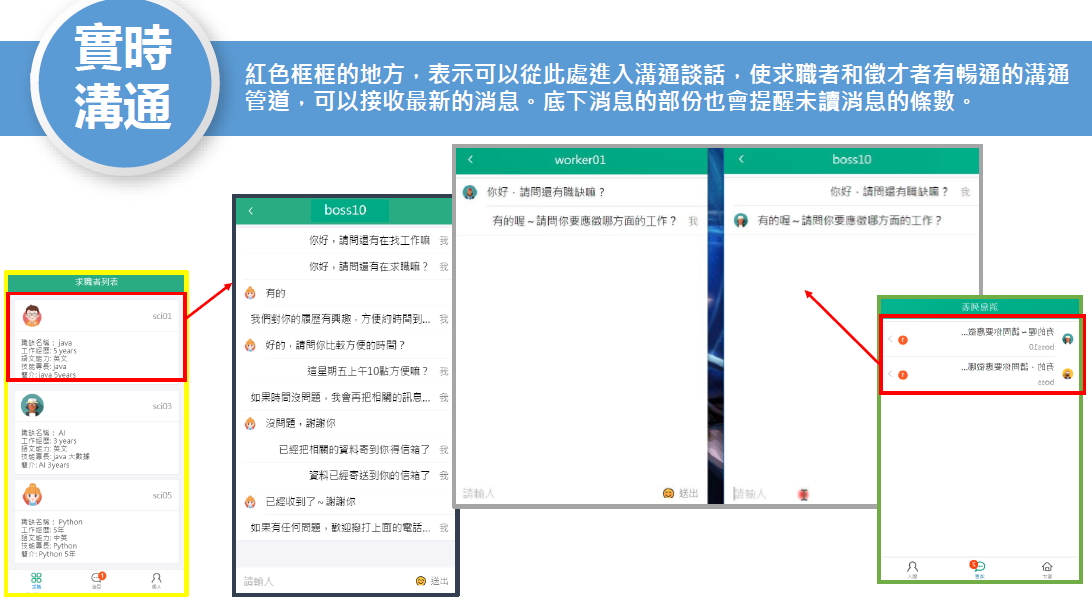 實時
溝通
紅色框框的地方，表示可以從此處進入溝通談話，使求職者和徵才者有暢通的溝通
管道，可以接收最新的消息。底下消息的部份也會提醒未讀消息的條數。
求職者列表
sci01
職缺名稱： java
工作經歷: 5 years
語文能力: 英文
技能專長: java
簡介: java 5years
sci03
職缺名稱： AI
工作經歷: 3 years
語文能力: 英文
技能專長: java 大數據
簡介: AI 3years
sci05
職缺名稱： Python
工作經歷: 5年
語文能力: 中英
技能專長: Python
簡介: Python 5年
1
boss10
你好，請問還有在找工作嘛 我
你好，請問還有在求職嘛？ 我
有的
我們對你的履歷有興趣，方便約時間到... 我
好的，請問你比較方便的時間？
這星期五上午10點方便嘛？ 我
如果時間沒問題，我會再把相關的訊息... 我
沒問題，謝謝你
已經把相關的資料寄到你得信箱了 我
資料已經寄送到你的信箱了 我
已經收到了~謝謝你
如果有任何問題，歡迎撥打上面的電話... 我
請輸入 送出
worker01
你好，請問還有職缺嘛？
有的喔~請問你要應徵哪方面的工作？ 我
請輸入 送出
boss10
你好，請問還有職缺嘛？ 我
有的喔~請問你要應徵哪方面的工作？
請輸入
消息列表
有的喔~請問你要應徵...
boss10
1
有的，請問你要應徵哪...
boss
1